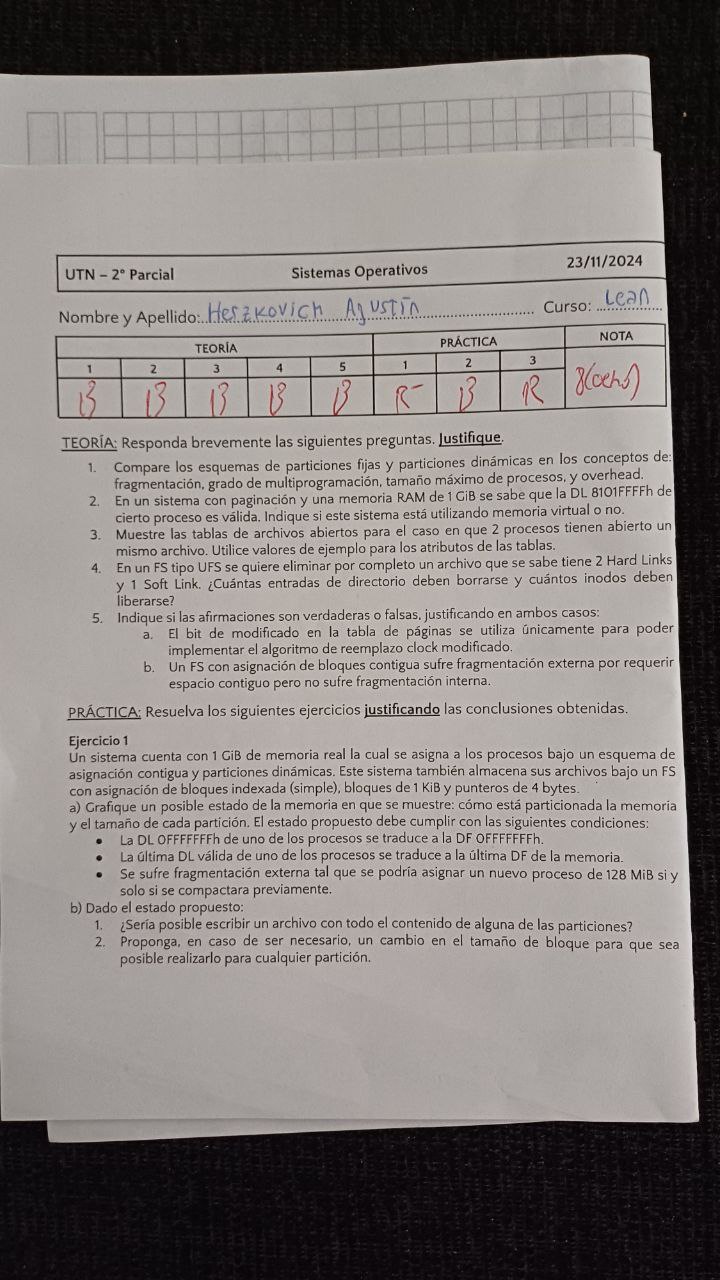 UTN – 2° Parcial Sistemas Operativos 23/11/2024
Nombre y Apellido: Heszkovich Agustín Curso: Lean
TEORÍA PRÁCTICA NOTA
1 2 3 4 5 1 2 3
B B B B B R- B R 8(ocho)
TEORÍA: Responda brevemente las siguientes preguntas. Justifique.
1. Compare los esquemas de particiones fijas y particiones dinámicas en los conceptos de:
fragmentación, grado de multiprogramación, tamaño máximo de procesos, y overhead.
2. En un sistema con paginación y una memoria RAM de 1 GiB se sabe que la DL 8101FFFFh de
cierto proceso es válida. Indique si este sistema está utilizando memoria virtual o no.
3. Muestre las tablas de archivos abiertos para el caso en que 2 procesos tienen abierto un
mismo archivo. Utilice valores de ejemplo para los atributos de las tablas.
4. En un FS tipo UFS se quiere eliminar por completo un archivo que se sabe tiene 2 Hard Links
y 1 Soft Link. ¿Cuántas entradas de directorio deben borrarse y cuántos inodos deben
liberarse?
5. Indique si las afirmaciones son verdaderas o falsas, justificando en ambos casos:
a. El bit de modificado en la tabla de páginas se utiliza únicamente para poder
implementar el algoritmo de reemplazo clock modificado.
b. Un FS con asignación de bloques contigua sufre fragmentación externa por requerir
espacio contiguo pero no sufre fragmentación interna.
PRÁCTICA: Resuelva los siguientes ejercicios justificando las conclusiones obtenidas.
Ejercicio 1
Un sistema cuenta con 1 GiB de memoria real la cual se asigna a los procesos bajo un esquema de
asignación contigua y particiones dinámicas. Este sistema también almacena sus archivos bajo un FS
con asignación de bloques indexada (simple), bloques de 1 KiB y punteros de 4 bytes.
a) Grafique un posible estado de la memoria en que se muestre: cómo está particionada la memoria
y el tamaño de cada partición. El estado propuesto debe cumplir con las siguientes condiciones:
• La DL 0FFFFFFFh de uno de los procesos se traduce a la DF 0FFFFFFFh.
• La última DL válida de uno de los procesos se traduce a la última DF de la memoria.
• Se sufre fragmentación externa tal que se podría asignar un nuevo proceso de 128 MiB si y
solo si se compactara previamente.
b) Dado el estado propuesto:
1. ¿Sería posible escribir un archivo con todo el contenido de alguna de las particiones?
2. Proponga, en caso de ser necesario, un cambio en el tamaño de bloque para que sea
posible realizarlo para cualquier partición.